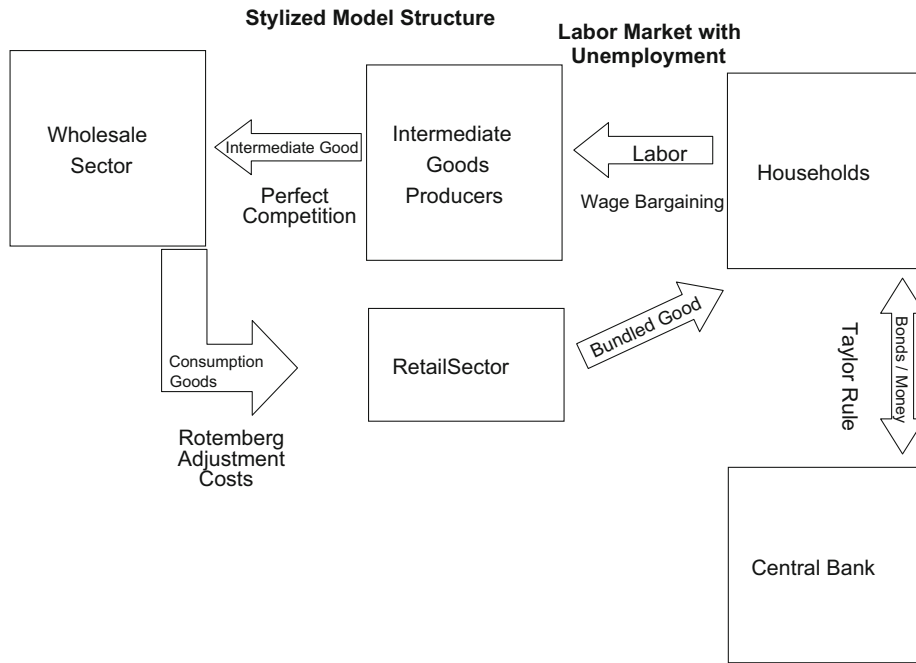 Stylized Model Structure
Labor Market with
Unemployment
Wholesale
Sector
Intermediate Good
Perfect
Competition
Intermediate
Goods
Producers
Labor
Wage Bargaining
Households
Consumption
Goods
Rotemberg
Adjustment
Costs
RetailSector
Bundled Good
Taylor Rule
Bonds / Money
Central Bank